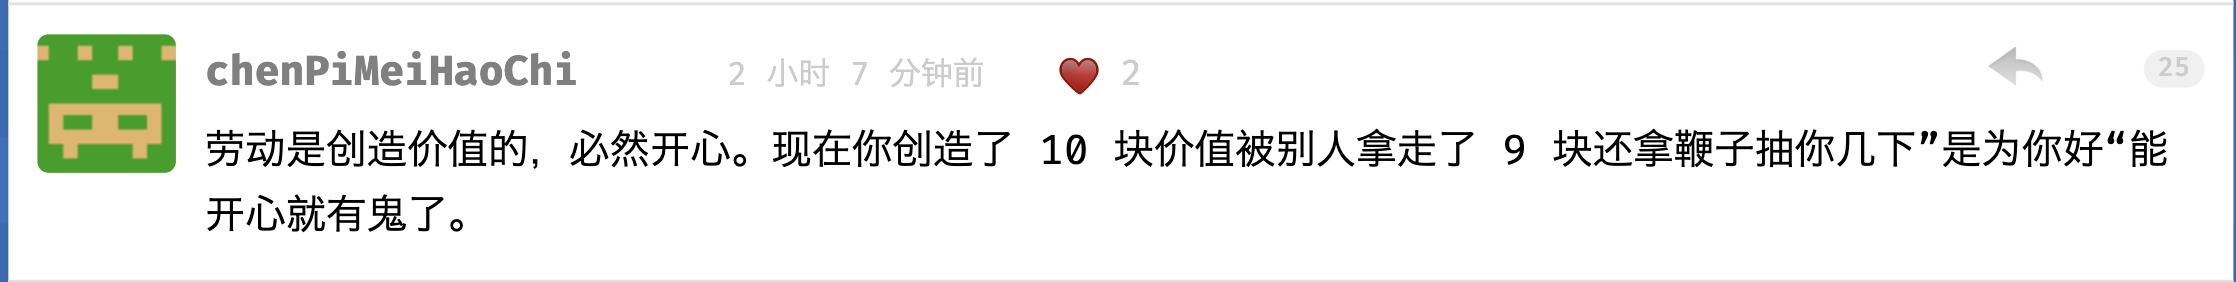 chenPiMeiHaoChi 2 小时 7 分钟前 2 25
劳动是创造价值的，必然开心。现在你创造了 10 块价值被别人拿走了 9 块还拿鞭子抽你几下”是为你好“能
开心就有鬼了。